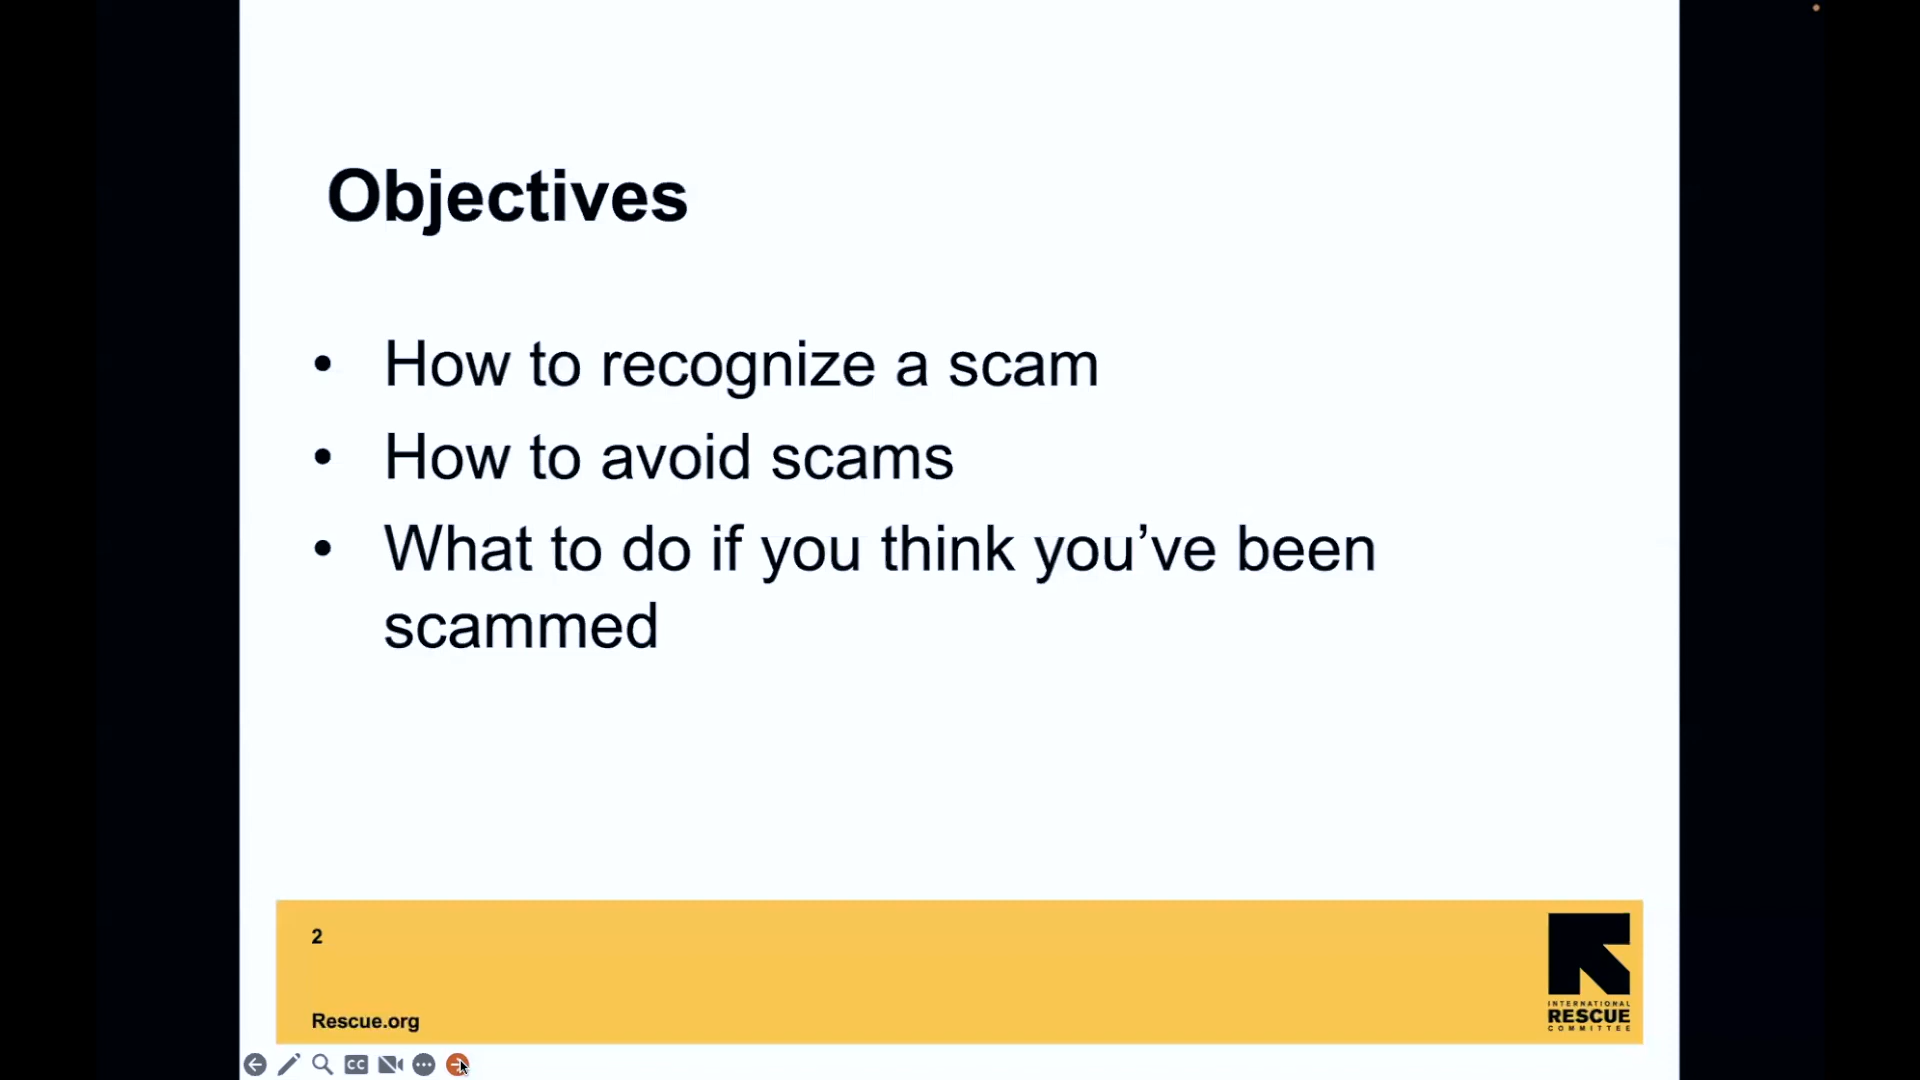 Objectives
• How to recognize a scam
• How to avoid scams
• What to do if you think you’ve been
scammed
2
Rescue.org
INTERNATIONAL
RESCUE
COMMITTEE
CC